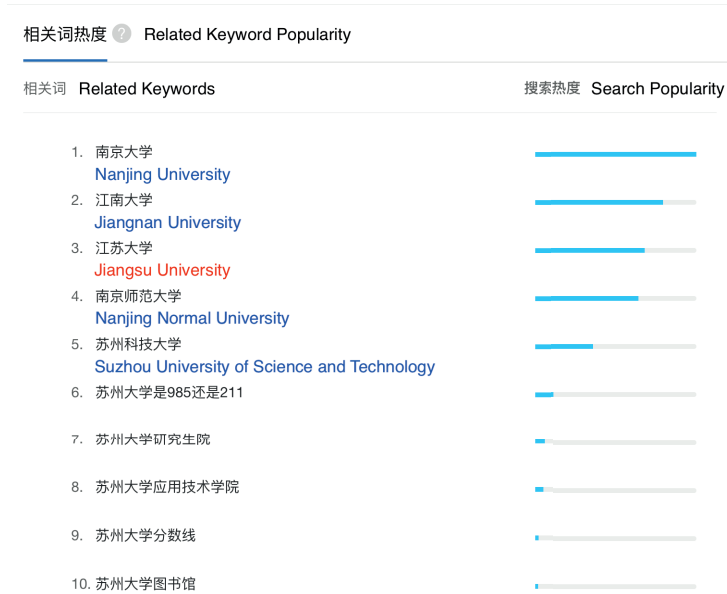 相关词热度 ? Related Keyword Popularity
相关词 Related Keywords 搜索热度 Search Popularity
1. 南京大学
Nanjing University
2. 江南大学
Jiangnan University
3. 江苏大学
Jiangsu University
4. 南京师范大学
Nanjing Normal University
5. 苏州科技大学
Suzhou University of Science and Technology
6. 苏州大学是985还是211
7. 苏州大学研究生院
8. 苏州大学应用技术学院
9. 苏州大学分数线
10. 苏州大学图书馆